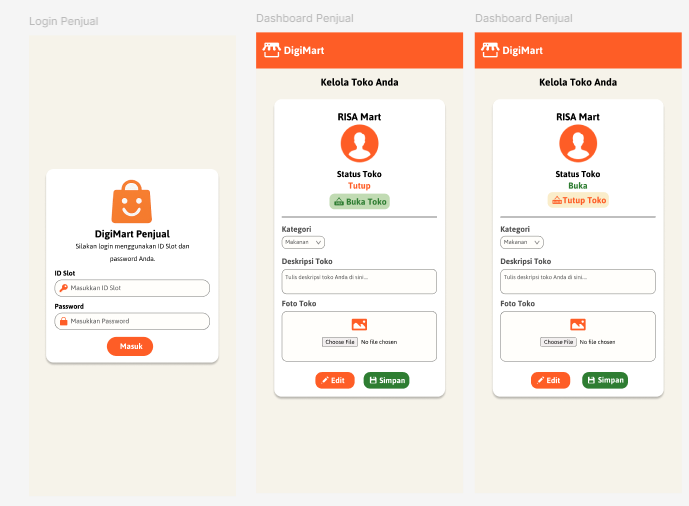 Login Penjual
DigiMart Penjual
Silakan login menggunakan ID Slot dan
password Anda.
ID Slot
Masukkan ID Slot
Password
Masukkan Password
Masuk
Dashboard Penjual
DigiMart
Kelola Toko Anda
RISA Mart
Status Toko
Tutup
Buka Toko
Kategori
Makanan
Deskripsi Toko
Tulis deskripsi toko Anda di sini...
Foto Toko
Choose File No file chosen
Edit
Simpan
Dashboard Penjual
DigiMart
Kelola Toko Anda
RISA Mart
Status Toko
Buka
Tutup Toko
Kategori
Makanan
Deskripsi Toko
Tulis deskripsi toko Anda di sini...
Foto Toko
Choose File No file chosen
Edit
Simpan